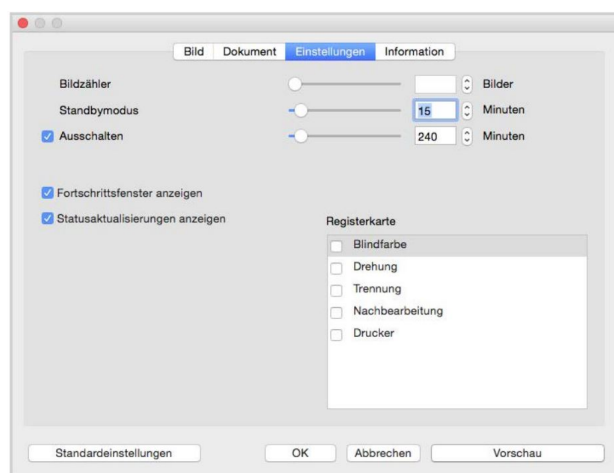 Bild Dokument Einstellungen Information
Bildzähler Bilder
Standbymodus 15 Minuten
Ausschalten 240 Minuten
Fortschrittsfenster anzeigen
Statusaktualisierungen anzeigen
Registerkarte
Blindfarbe
Drehung
Trennung
Nachbearbeitung
Drucker
Standardeinstellungen OK Abbrechen Vorschau